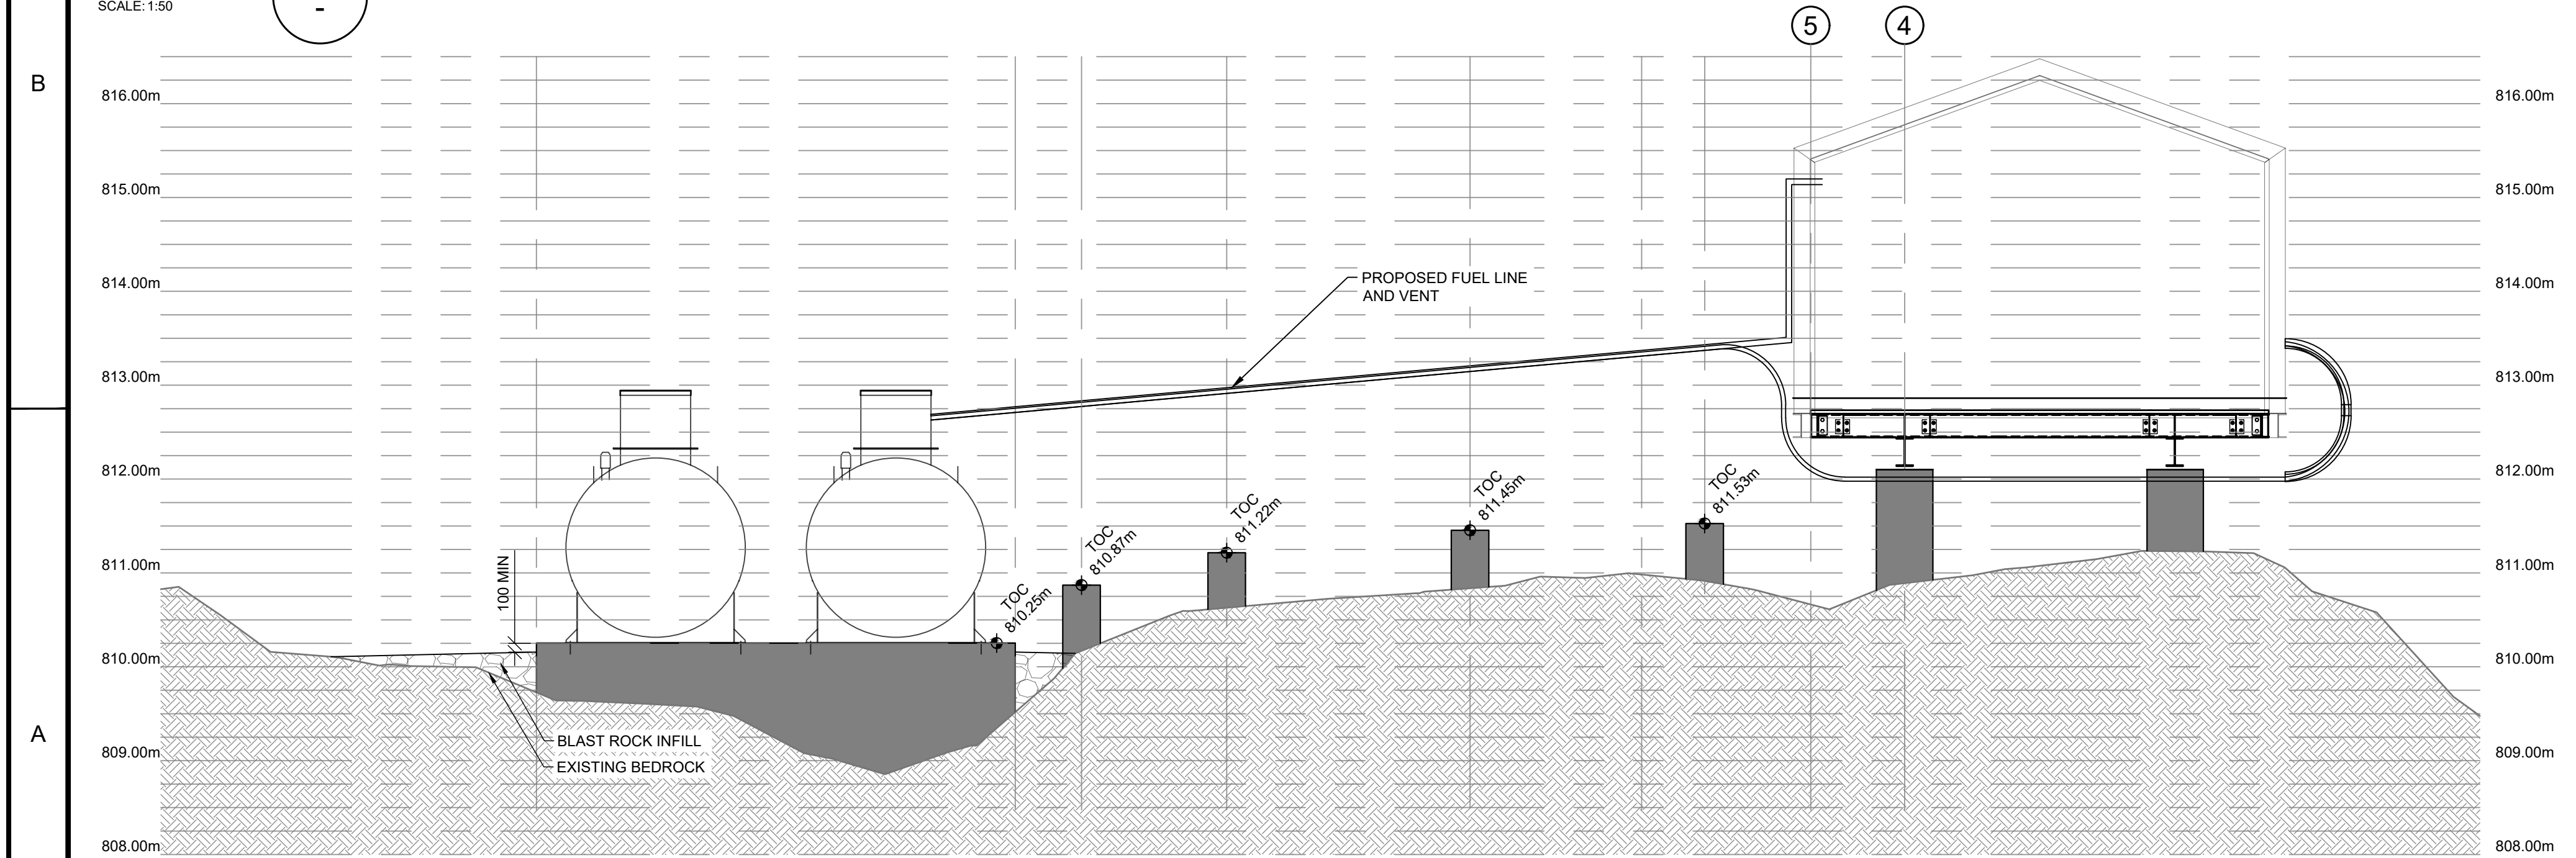 SCALE: 1:50
-
5
4
B
816.00m
816.00m
815.00m
815.00m
PROPOSED FUEL LINE
AND VENT
814.00m
814.00m
813.00m
813.00m
812.00m
812.00m
TOC
811.53m
TOC
811.45m
TOC
811.22m
TOC
810.87m
TOC
810.25m
100 MIN
811.00m
811.00m
810.00m
810.00m
A
BLAST ROCK INFILL
EXISTING BEDROCK
809.00m
809.00m
808.00m
808.00m